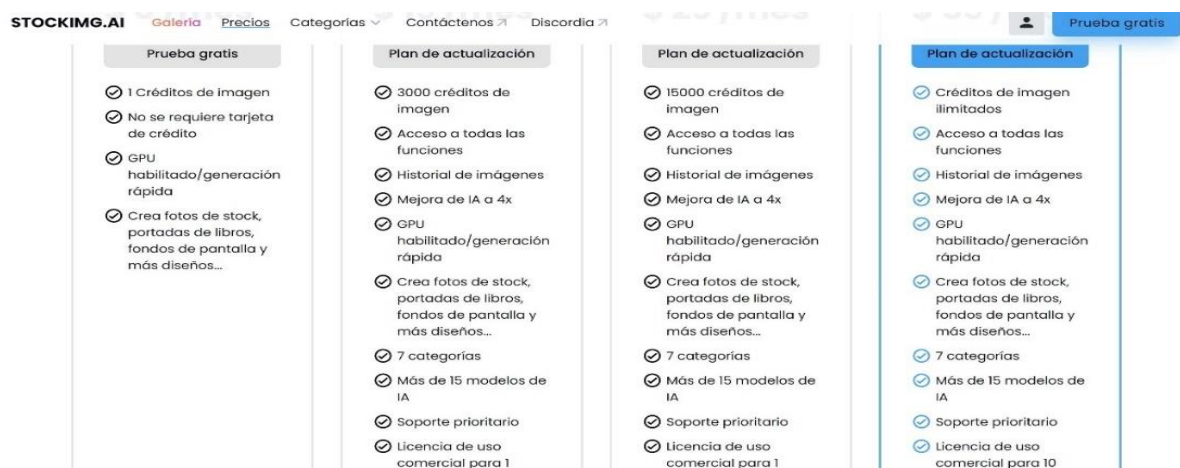 STOCKIMG.AI Galería Precios Categorías Contáctenos Discordia Prueba gratis
Prueba gratis
1 Créditos de imagen
No se requiere tarjeta
de crédito
GPU
habilitado/generación
rápida
Crea fotos de stock,
portadas de libros,
fondos de pantalla y
más diseños...
Plan de actualización
3000 créditos de
imagen
Acceso a todas las
funciones
Historial de imágenes
Mejora de IA a 4x
GPU
habilitado/generación
rápida
Crea fotos de stock,
portadas de libros,
fondos de pantalla y
más diseños...
7 categorías
Más de 15 modelos de
IA
Soporte prioritario
Licencia de uso
comercial para 1
Plan de actualización
15000 créditos de
imagen
Acceso a todas las
funciones
Historial de imágenes
Mejora de IA a 4x
GPU
habilitado/generación
rápida
Crea fotos de stock,
portadas de libros,
fondos de pantalla y
más diseños...
7 categorías
Más de 15 modelos de
IA
Soporte prioritario
Licencia de uso
comercial para 1
Plan de actualización
Créditos de imagen
ilimitados
Acceso a todas las
funciones
Historial de imágenes
Mejora de IA a 4x
GPU
habilitado/generación
rápida
Crea fotos de stock,
portadas de libros,
fondos de pantalla y
más diseños...
7 categorías
Más de 15 modelos de
IA
Soporte prioritario
Licencia de uso
comercial para 10